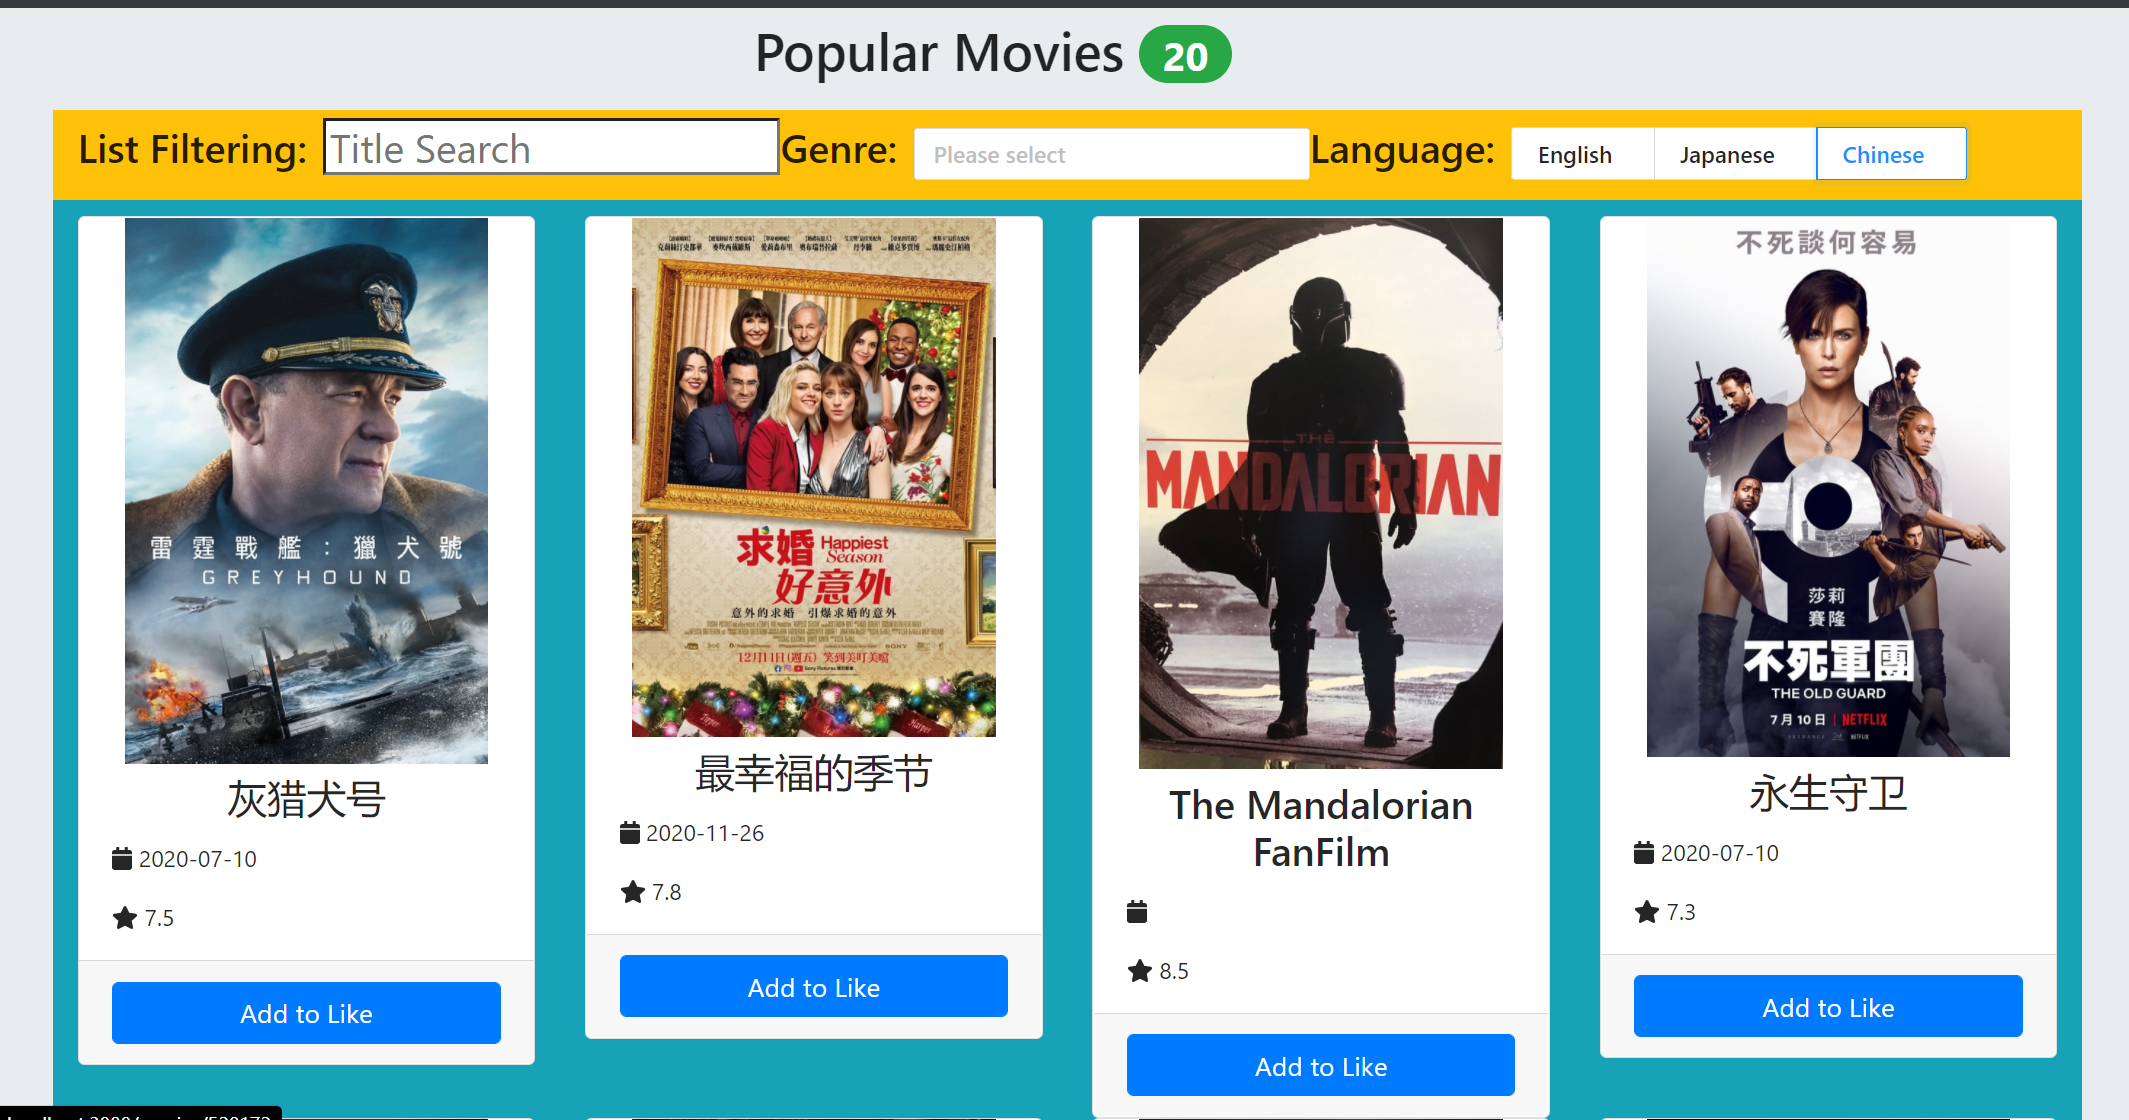 Popular Movies 20
List Filtering: Title Search Genre: Please select Language: English Japanese Chinese
雷霆戰艦：獵犬號
GREYHOUND
灰猎犬号
2020-07-10
7.5
Add to Like
求婚 Happiest Season
好意外
意外的求婚 引爆求婚的意外
12月11日(週五) 笑到美叮美噹
最幸福的季节
2020-11-26
7.8
Add to Like
THE
MANDALORIAN
The Mandalorian
FanFilm
8.5
Add to Like
不死談何容易
莎莉
賽隆
不死軍團
THE OLD GUARD
7月10日 | NETFLIX
永生守卫
2020-07-10
7.3
Add to Like